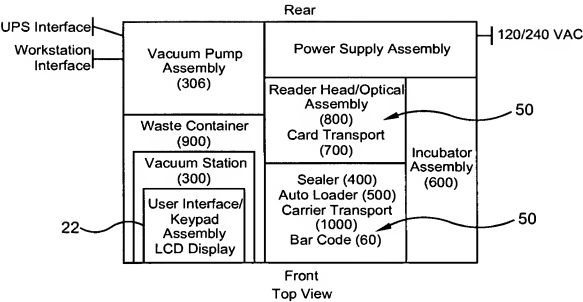 Rear
UPS Interface
Workstation
Interface
120/240 VAC
Vacuum Pump
Assembly
(306)
Power Supply Assembly
Reader Head/Optical
Assembly
(800)
Card Transport
(700)
50
Waste Container
(900)
Vacuum Station
(300)
User Interface/
Keypad
Assembly
LCD Display
22
Incubator
Assembly
(600)
Sealer (400)
Auto Loader (500)
Carrier Transport
(1000)
Bar Code (60)
50
Front
Top View